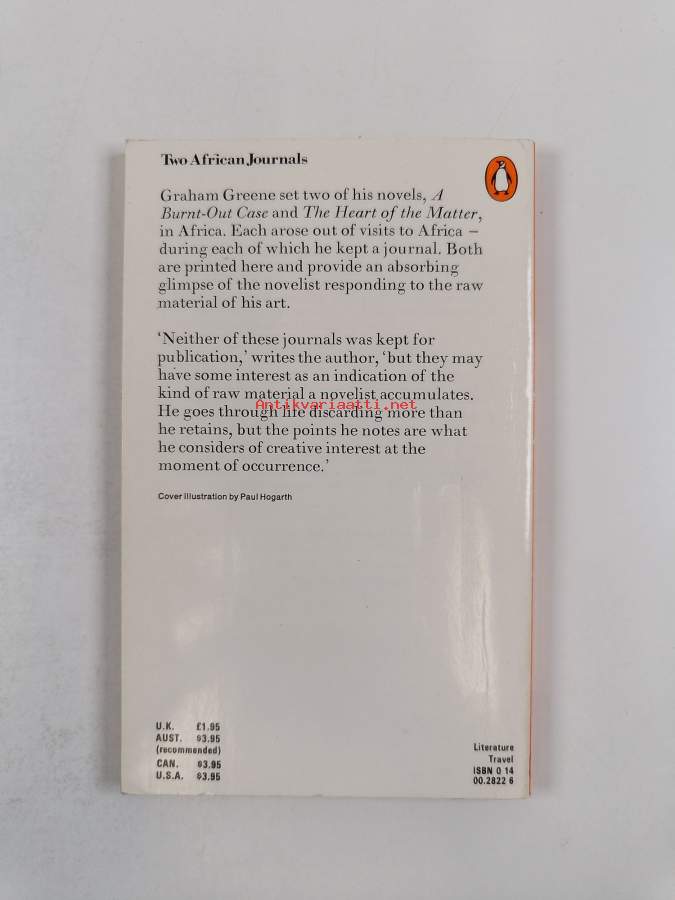 Two African Journals
Graham Greene set two of his novels, A
Burnt-Out Case and The Heart of the Matter,
in Africa. Each arose out of visits to Africa –
during each of which he kept a journal. Both
are printed here and provide an absorbing
glimpse of the novelist responding to the raw
material of his art.
‘Neither of these journals was kept for
publication,’ writes the author, ‘but they may
have some interest as an indication of the
kind of raw material a novelist accumulates.
Antikvariaatti.net
He goes through life discarding more than
he retains, but the points he notes are what
he considers of creative interest at the
moment of occurrence.’
Cover illustration by Paul Hogarth
U.K. £1.95
AUST. $3.95
(recommended)
CAN. $3.95
U.S.A. $3.95
Literature
Travel
ISBN 0 14
00.2822 6